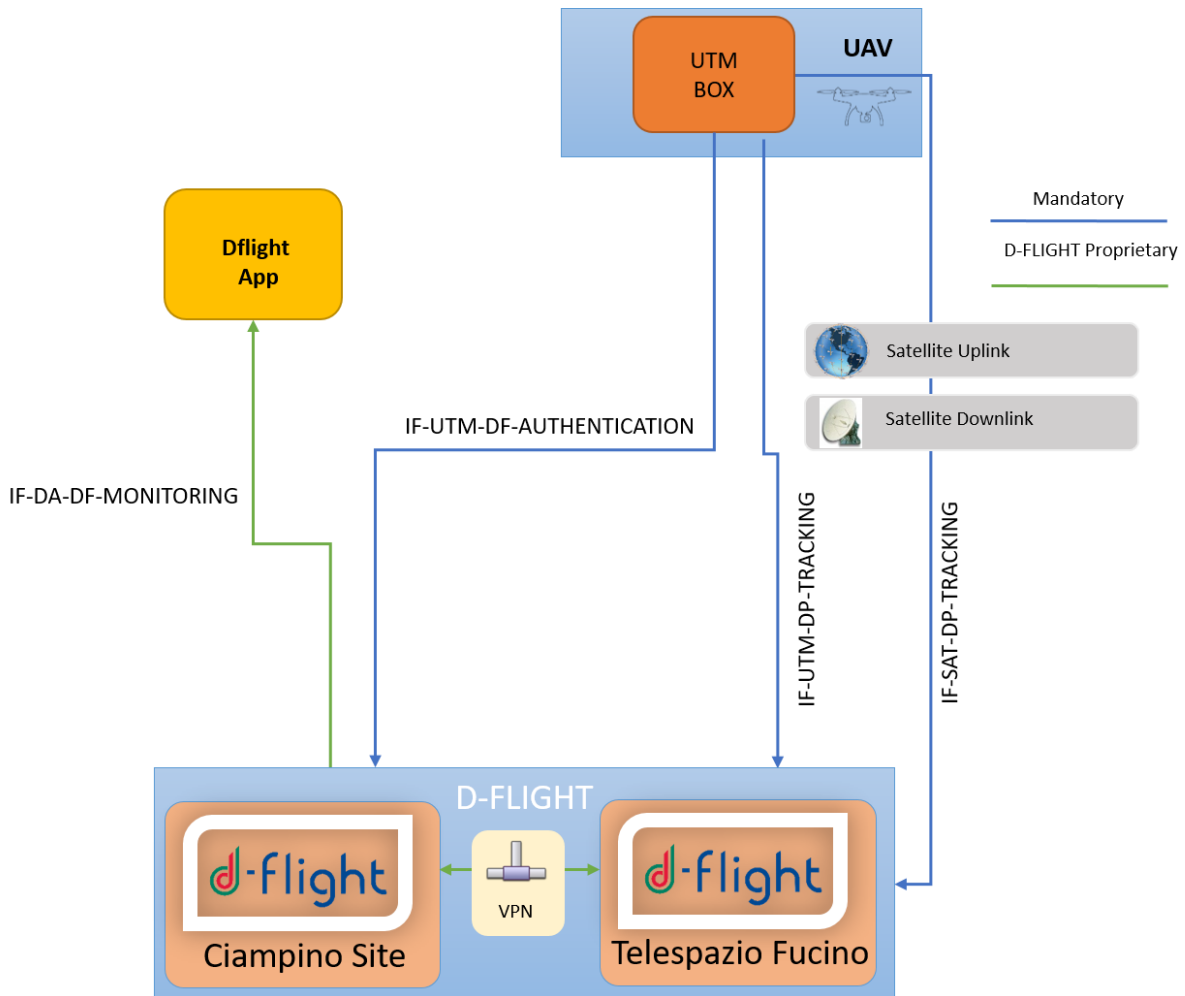 UTM
BOX
UAV
Mandatory
D-FLIGHT Proprietary
Dflight
App
Satellite Uplink
Satellite Downlink
IF-UTM-DF-AUTHENTICATION
IF-DA-DF-MONITORING
IF-UTM-DP-TRACKING
IF-SAT-DP-TRACKING
D-FLIGHT
d-flight
d-flight
VPN
Ciampino Site
Telespazio Fucino